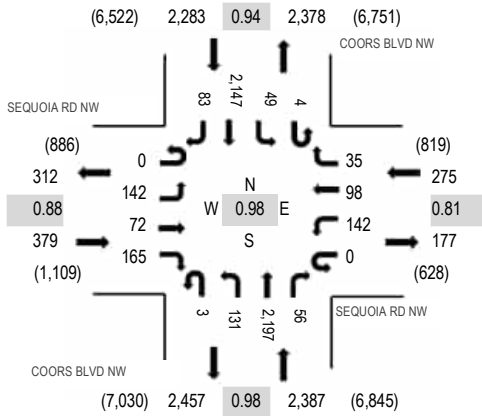 (6,522) 2,283 0.94 2,378 (6,751)
COORS BLVD NW
83 2,147 49 4
SEQUOIA RD NW
(886) 0 35 (819)
312 142 N 98 275
0.88 72 W 0.98 E 142 0.81
379 165 S 0 177
(1,109) (628)
3 131 2,197 56
SEQUOIA RD NW
COORS BLVD NW
(7,030) 2,457 0.98 2,387 (6,845)